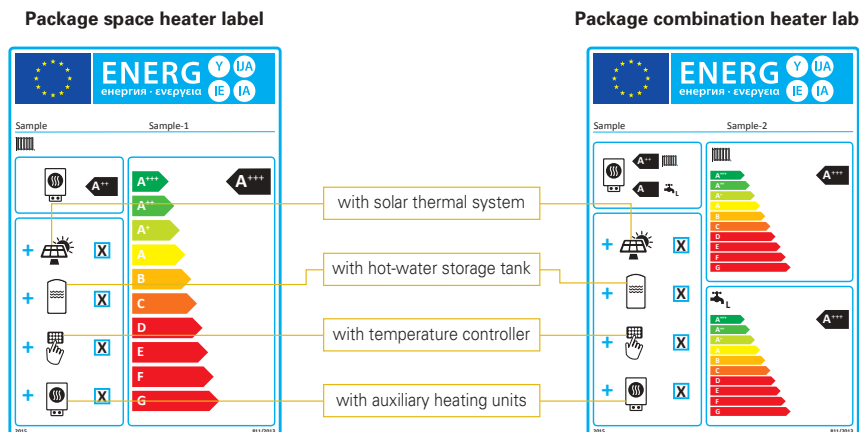 Package space heater label
ENERG Y IJA
енергия · ενεργεια IE IA
Sample Sample-1
A++
A+++
A+++
A++
A+
A
B
C
D
E
F
G
+ X
+ X
+ X
+ X
2015 811/2013
with solar thermal system
with hot-water storage tank
with temperature controller
with auxiliary heating units
Package combination heater lab
ENERG Y IJA
енергия · ενεργεια IE IA
Sample Sample-2
A++
A L
+ X
+ X
+ X
+ X
A+++
A+++
A++
A+
A
B
C
D
E
F
G
L
A+++
A+++
A++
A+
A
B
C
D
E
F
G
2015 811/2013